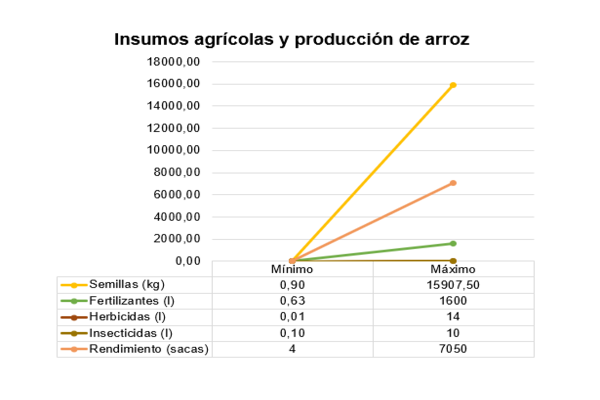 Insumos agrícolas y producción de arroz
18000,00
16000,00
14000,00
12000,00
10000,00
8000,00
6000,00
4000,00
2000,00
0,00
Mínimo Máximo
Semillas (kg) 0,90 15907,50
Fertilizantes (l) 0,63 1600
Herbicidas (l) 0,01 14
Insecticidas (l) 0,10 10
Rendimiento (sacas) 4 7050